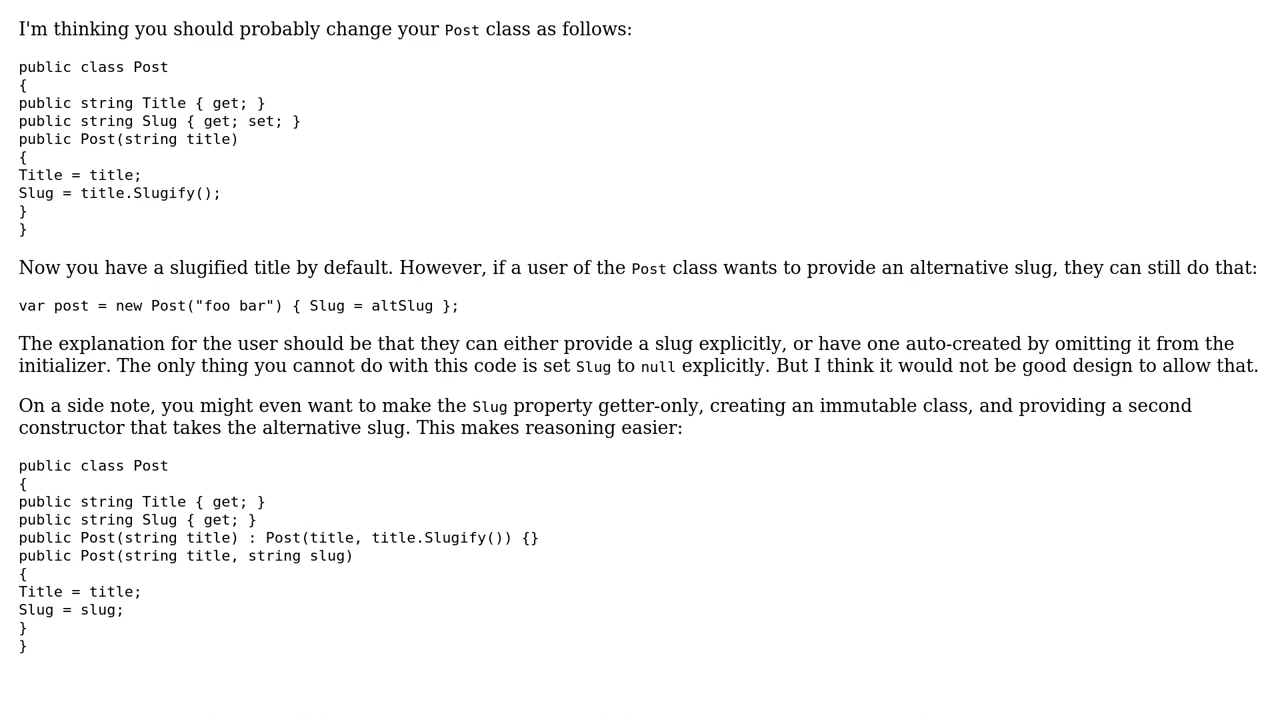 I'm thinking you should probably change your Post class as follows:
public class Post
{
public string Title { get; }
public string Slug { get; set; }
public Post(string title)
{
Title = title;
Slug = title.Slugify();
}
}
Now you have a slugified title by default. However, if a user of the Post class wants to provide an alternative slug, they can still do that:
var post = new Post("foo bar") { Slug = altSlug };
The explanation for the user should be that they can either provide a slug explicitly, or have one auto-created by omitting it from the
initializer. The only thing you cannot do with this code is set Slug to null explicitly. But I think it would not be good design to allow that.
On a side note, you might even want to make the Slug property getter-only, creating an immutable class, and providing a second
constructor that takes the alternative slug. This makes reasoning easier:
public class Post
{
public string Title { get; }
public string Slug { get; }
public Post(string title) : Post(title, title.Slugify()) {}
public Post(string title, string slug)
{
Title = title;
Slug = slug;
}
}